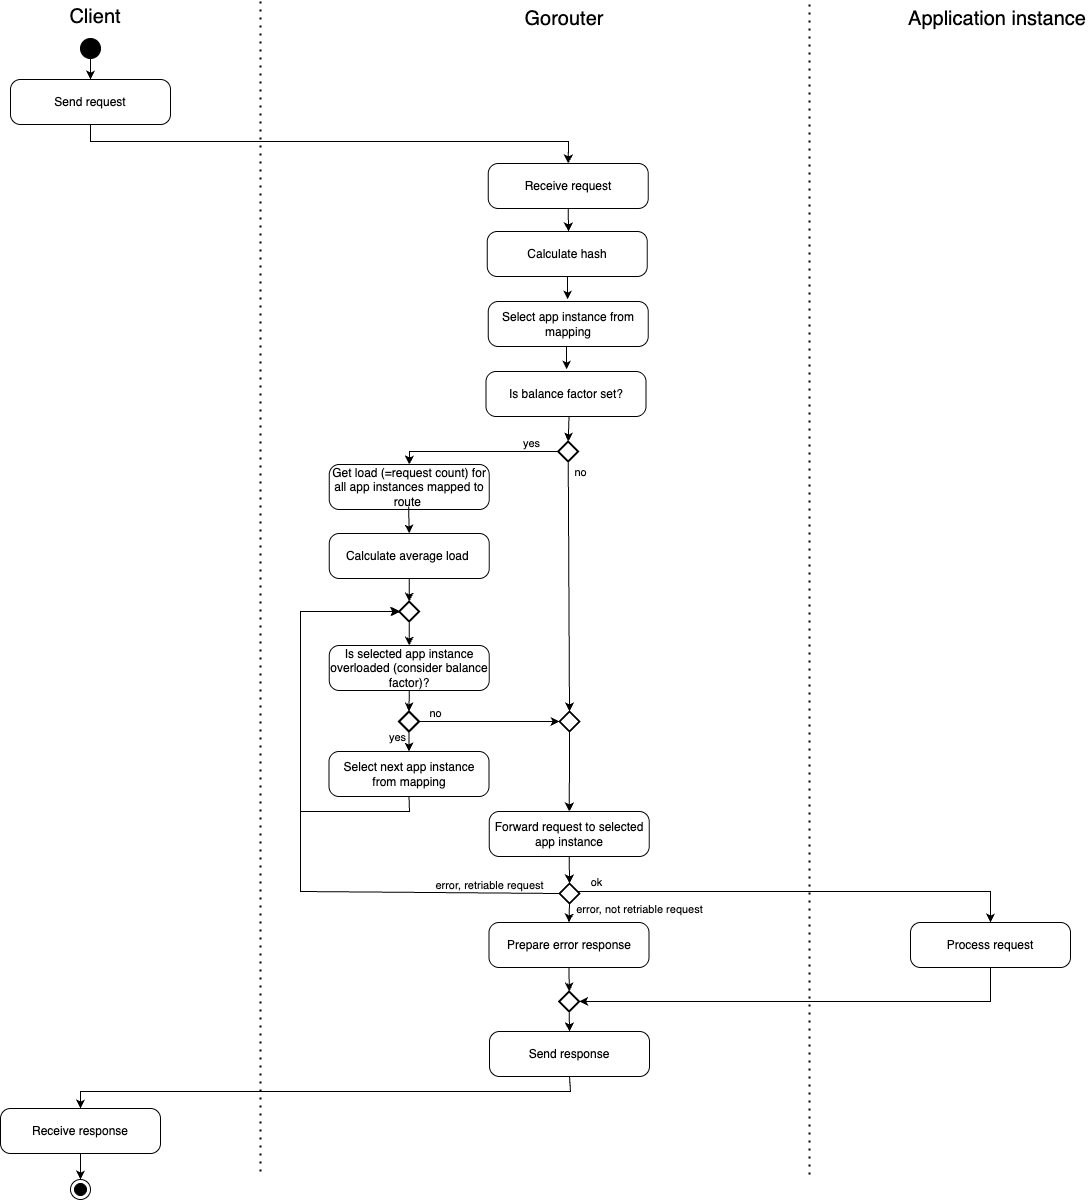 Client
Gorouter
Application instance
Send request
Receive request
Calculate hash
Select app instance from
mapping
Is balance factor set?
yes
no
Get load (=request count) for
all app instances mapped to
route
Calculate average load
Is selected app instance
overloaded (consider balance
factor)?
no
yes
Select next app instance
from mapping
Forward request to selected
app instance
error, retriable request
ok
error, not retriable request
Prepare error response
Process request
Send response
Receive response